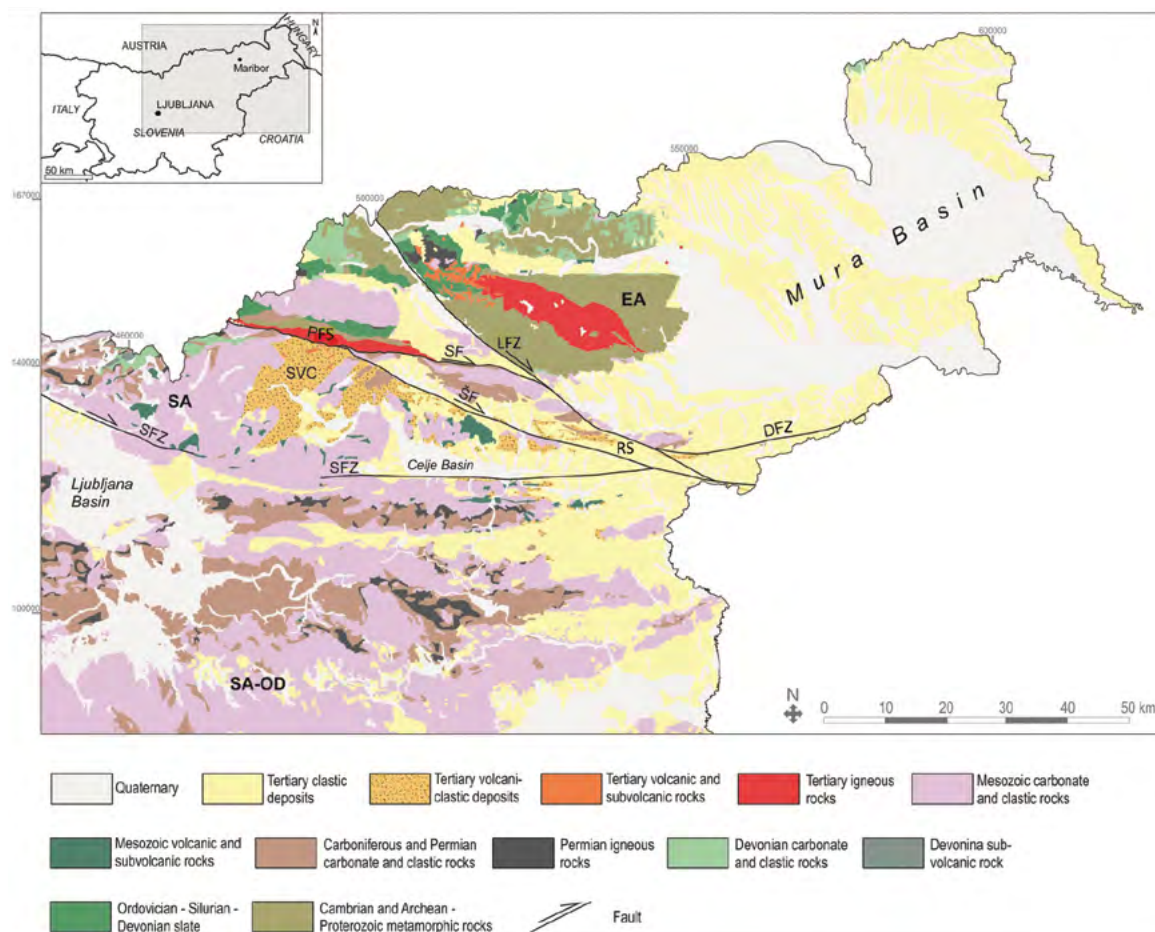 AUSTRIA
HUNGARY
N
Maribor
LJUBLJANA
ITALY
SLOVENIA
CROATIA
50 km
600000
550000
500000
460000
167000
140000
100000
Mura Basin
EA
LFZ
PFS
SF
SVC
ŠF
SA
SFZ
SFZ
RS
DFZ
Celje Basin
Ljubljana
Basin
SA-OD
N
0 10 20 30 40 50 km
Quaternary
Tertiary clastic
deposits
Tertiary volcani-
clastic deposits
Tertiary volcanic and
subvolcanic rocks
Tertiary igneous
rocks
Mesozoic carbonate
and clastic rocks
Mesozoic volcanic and
subvolcanic rocks
Carboniferous and Permian
carbonate and clastic rocks
Permian igneous
rocks
Devonian carbonate
and clastic rocks
Devonina sub-
volcanic rock
Ordovician - Silurian -
Devonian slate
Cambrian and Archean -
Proterozoic metamorphic rocks
Fault